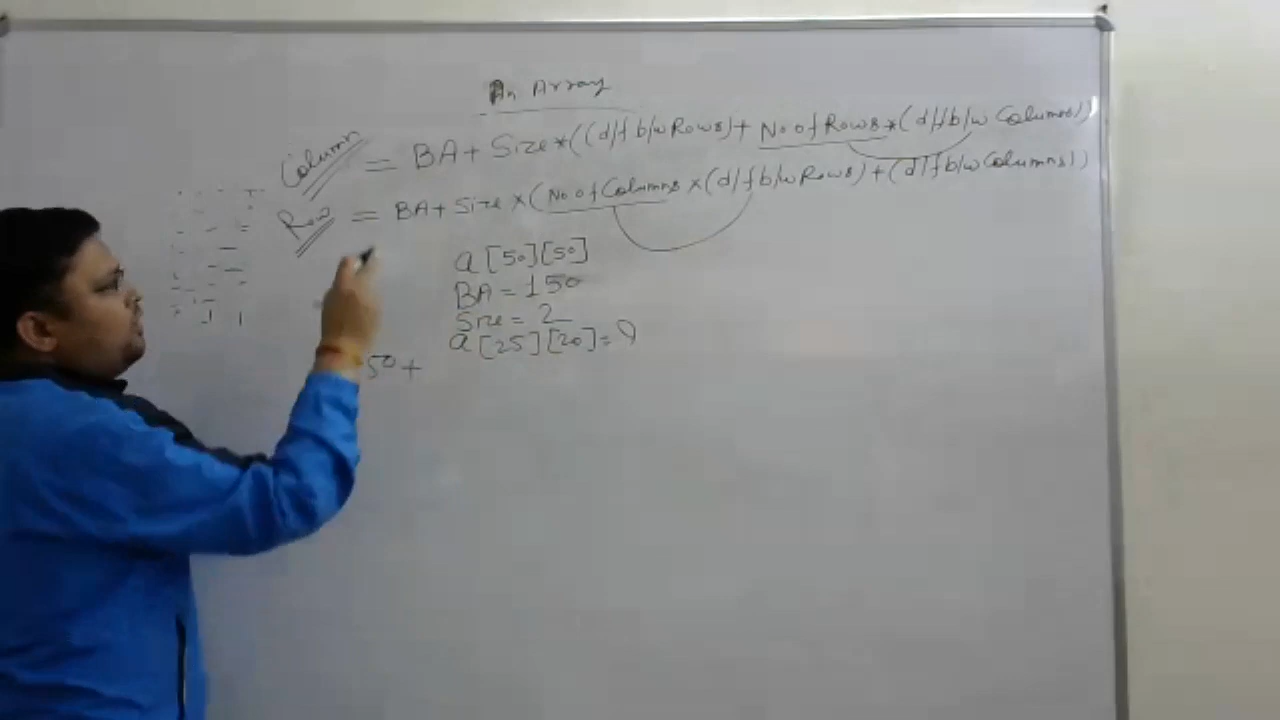 An Array
Column = BA + Size * ((d/f b/w Rows) + No of Rows * (d/f b/w Columns))
Row = BA + Size × (No of Columns × (d/f b/w Rows) + (d/f b/w Columns))
a [50][50]
BA = 150
Size = 2
a [25][20] = ?
50 +